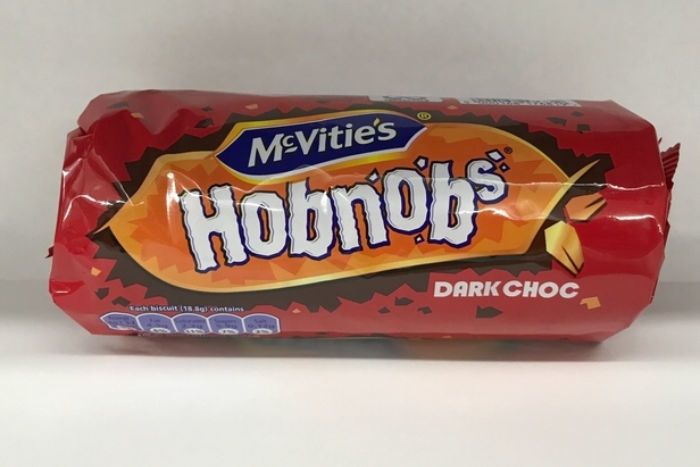 McVitie's®
Hobnobs®
DARK CHOC
Each biscuit (18.8g) contains